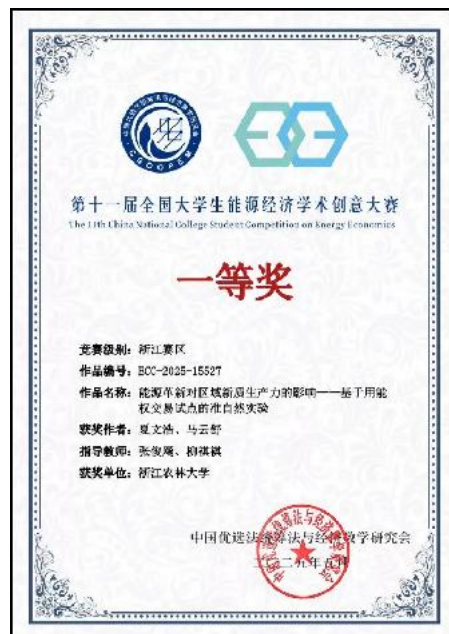 CSOOPEM
第十一届全国大学生能源经济学术创意大赛
The 11th China National College Student Competition on Energy Economics
一等奖
竞赛级别：浙江赛区
作品编号：ECC-2025-15527
作品名称：能源革新对区域新质生产力的影响——基于用能
权交易试点的准自然实验
获奖作者：夏文浩、马云舒
指导教师：张俊飚、柳祺祺
获奖单位：浙江农林大学
中国优选法统筹法与经济数学研究会
二〇二五年五月